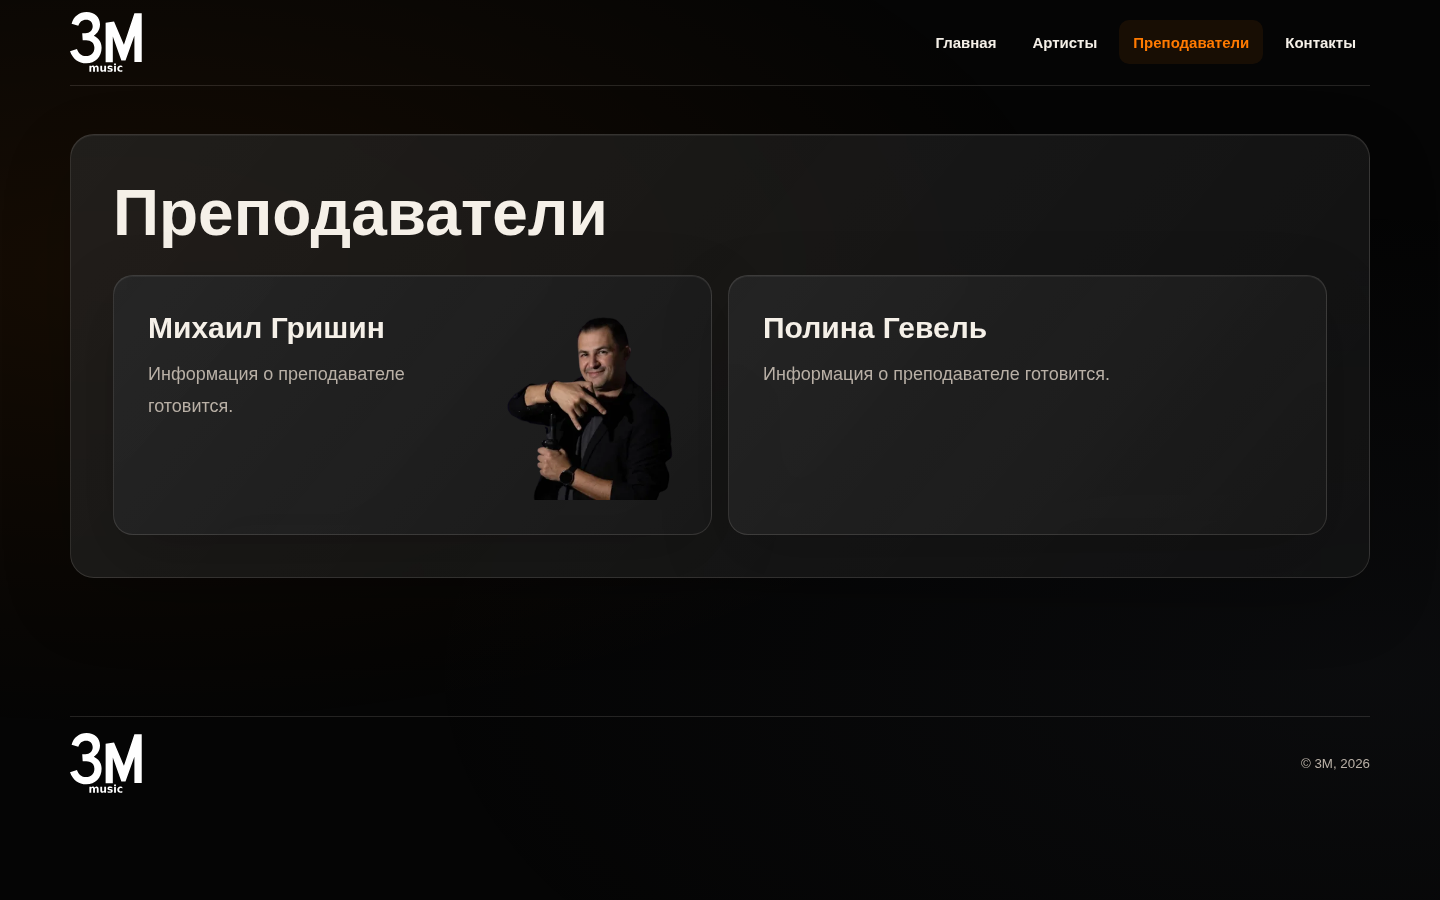 3M
music
Главная
Артисты
Преподаватели
Контакты
Преподаватели
Михаил Гришин
Информация о преподавателе
готовится.
Полина Гевель
Информация о преподавателе готовится.
3M
music
© 3М, 2026